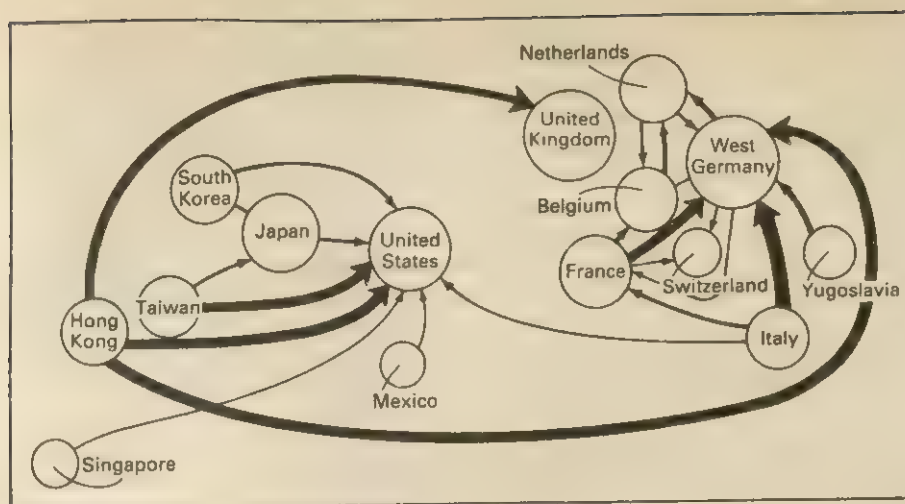 Netherlands
United
Kingdom
West
Germany
South
Korea
Belgium
Japan
United
States
France
Switzerland
Yugoslavia
Taiwan
Hong
Kong
Italy
Mexico
Singapore